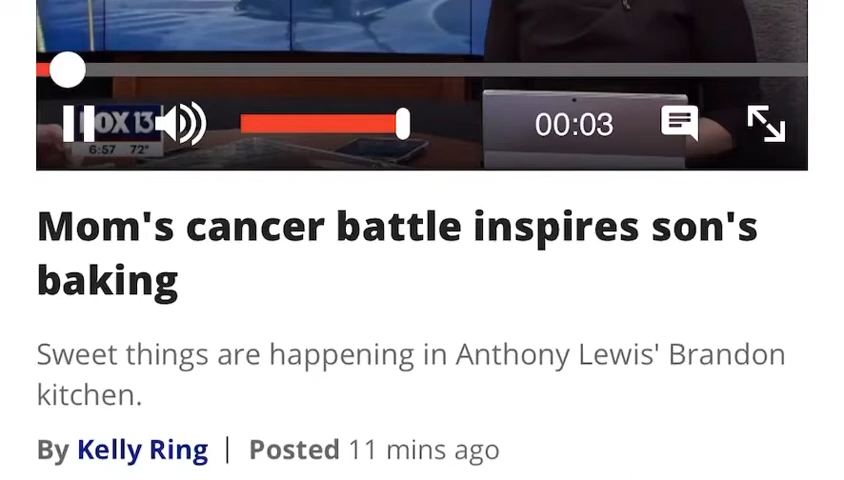 FOX 13
6:57 72°
00:03
Mom's cancer battle inspires son's
baking
Sweet things are happening in Anthony Lewis' Brandon
kitchen.
By Kelly Ring | Posted 11 mins ago